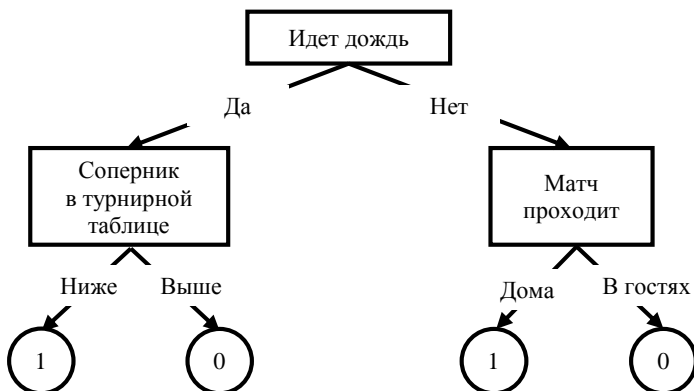 Идет дождь
Да
Нет
Соперник
в турнирной
таблице
Матч
проходит
Ниже
Выше
Дома
В гостях
1
0
1
0